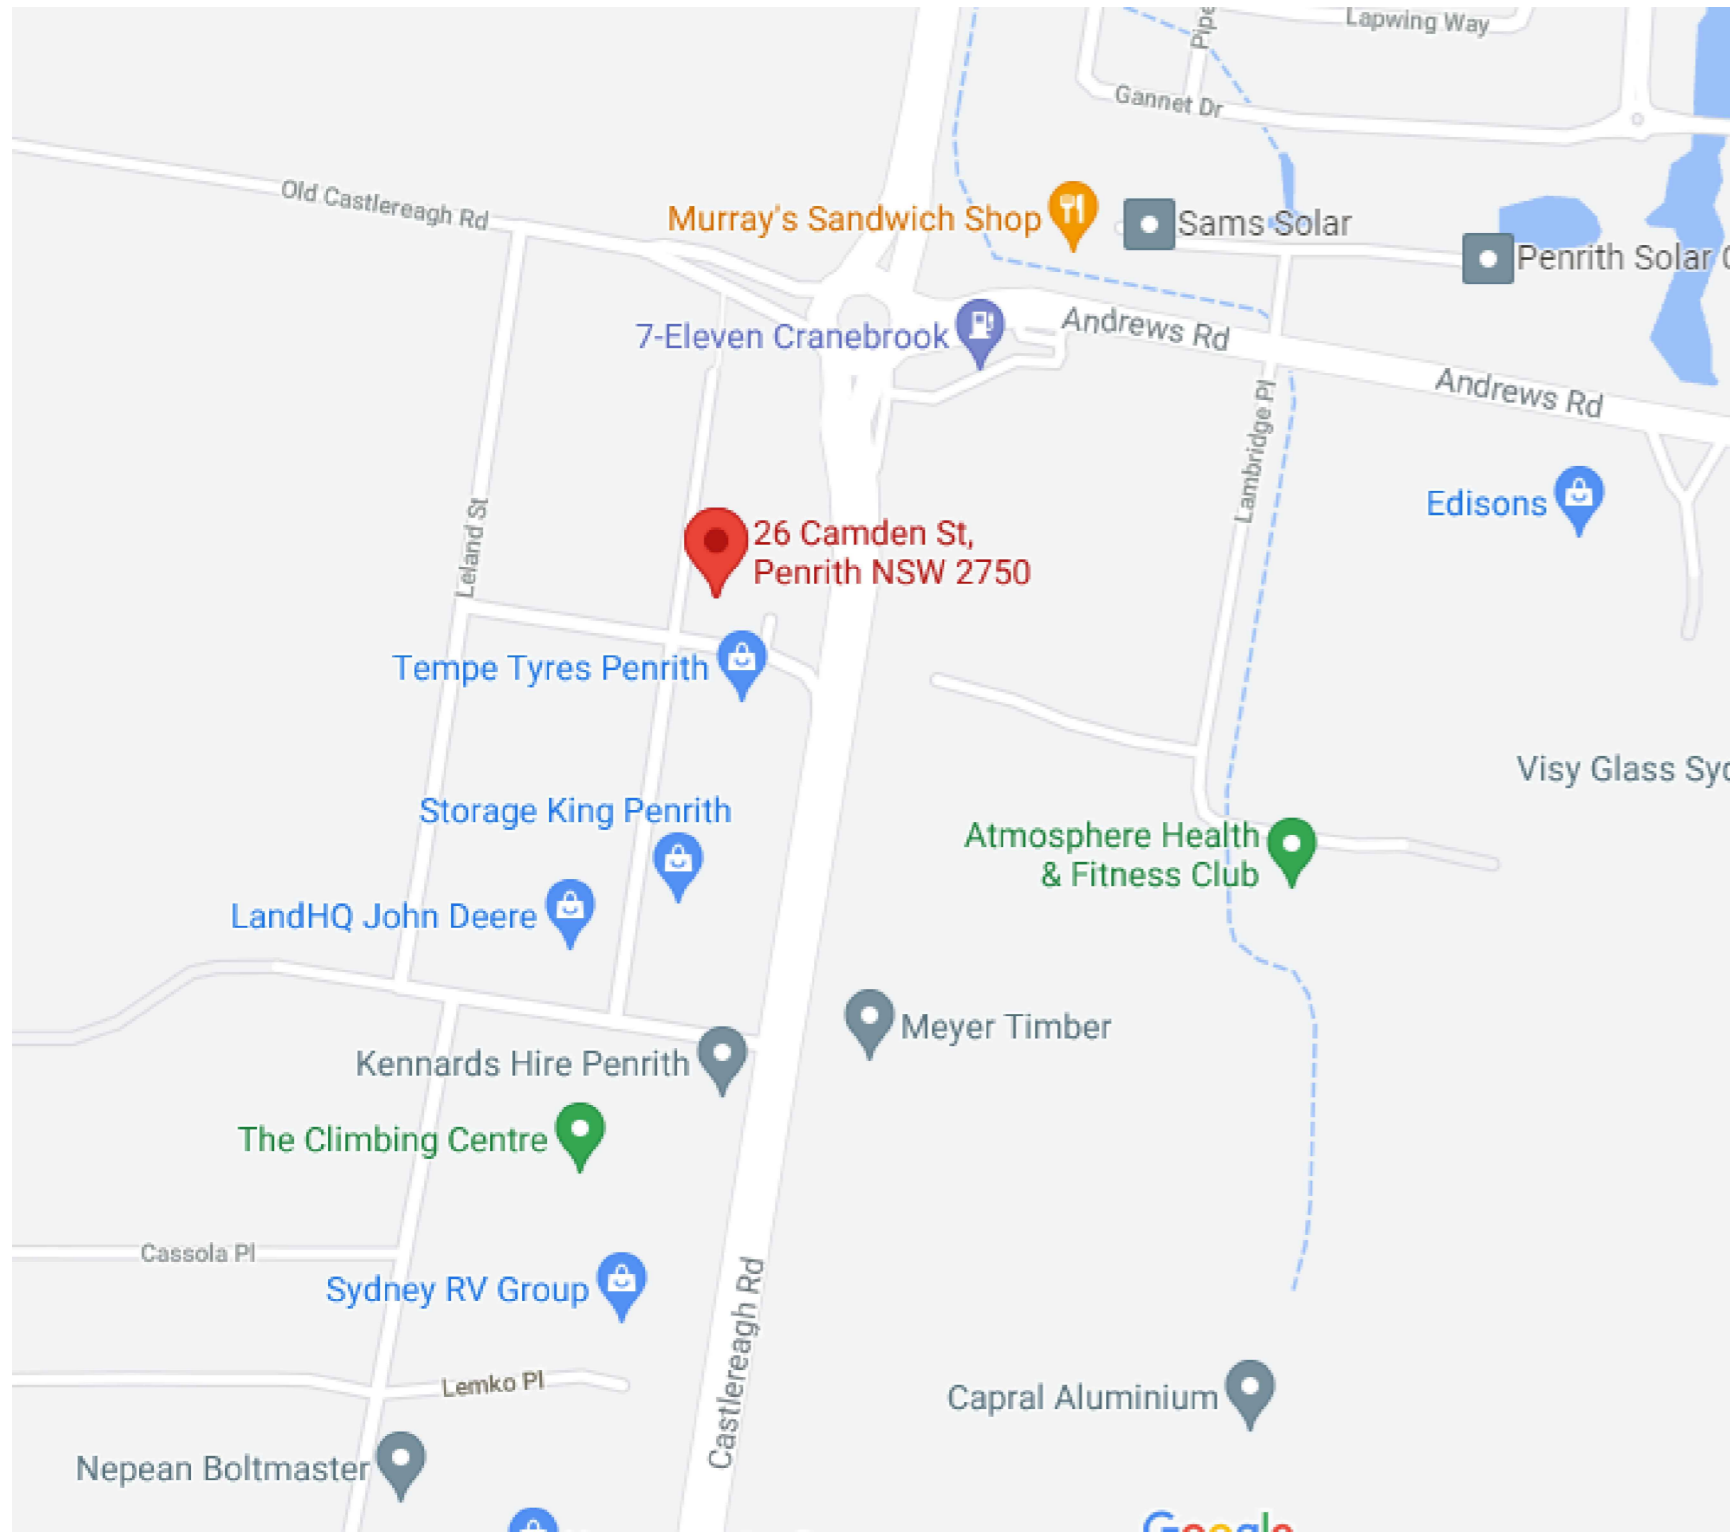 Lapwing Way
Pipe
Gannet Dr
Old Castlereagh Rd
Murray's Sandwich Shop
Sams Solar
Penrith Solar
7-Eleven Cranebrook
Andrews Rd
Andrews Rd
Lambridge Pl
Edisons
Leland St
26 Camden St,
Penrith NSW 2750
Tempe Tyres Penrith
Visy Glass Syd
Storage King Penrith
Atmosphere Health
& Fitness Club
LandHQ John Deere
Meyer Timber
Kennards Hire Penrith
The Climbing Centre
Cassola Pl
Sydney RV Group
Castlereagh Rd
Lemko Pl
Capral Aluminium
Nepean Boltmaster
Google